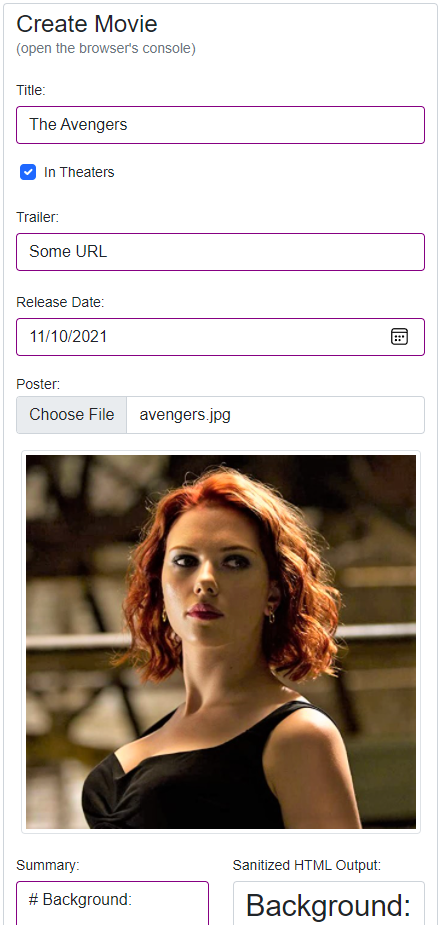 Create Movie
(open the browser's console)
Title:
The Avengers
In Theaters
Trailer:
Some URL
Release Date:
11/10/2021
Poster:
Choose File avengers.jpg
Summary: Sanitized HTML Output:
# Background: Background: